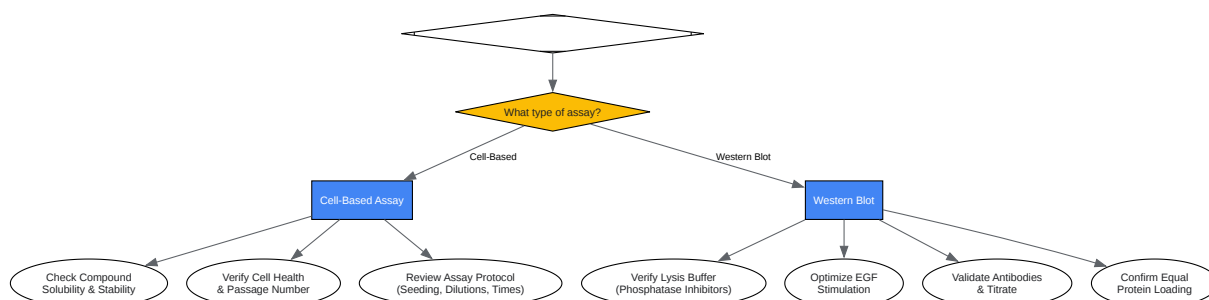 What type of assay?
Cell-Based
Western Blot
Cell-Based Assay
Western Blot
Check Compound
Solubility & Stability
Verify Cell Health
& Passage Number
Review Assay Protocol
(Seeding, Dilutions, Times)
Verify Lysis Buffer
(Phosphatase Inhibitors)
Optimize EGF
Stimulation
Validate Antibodies
& Titrate
Confirm Equal
Protein Loading